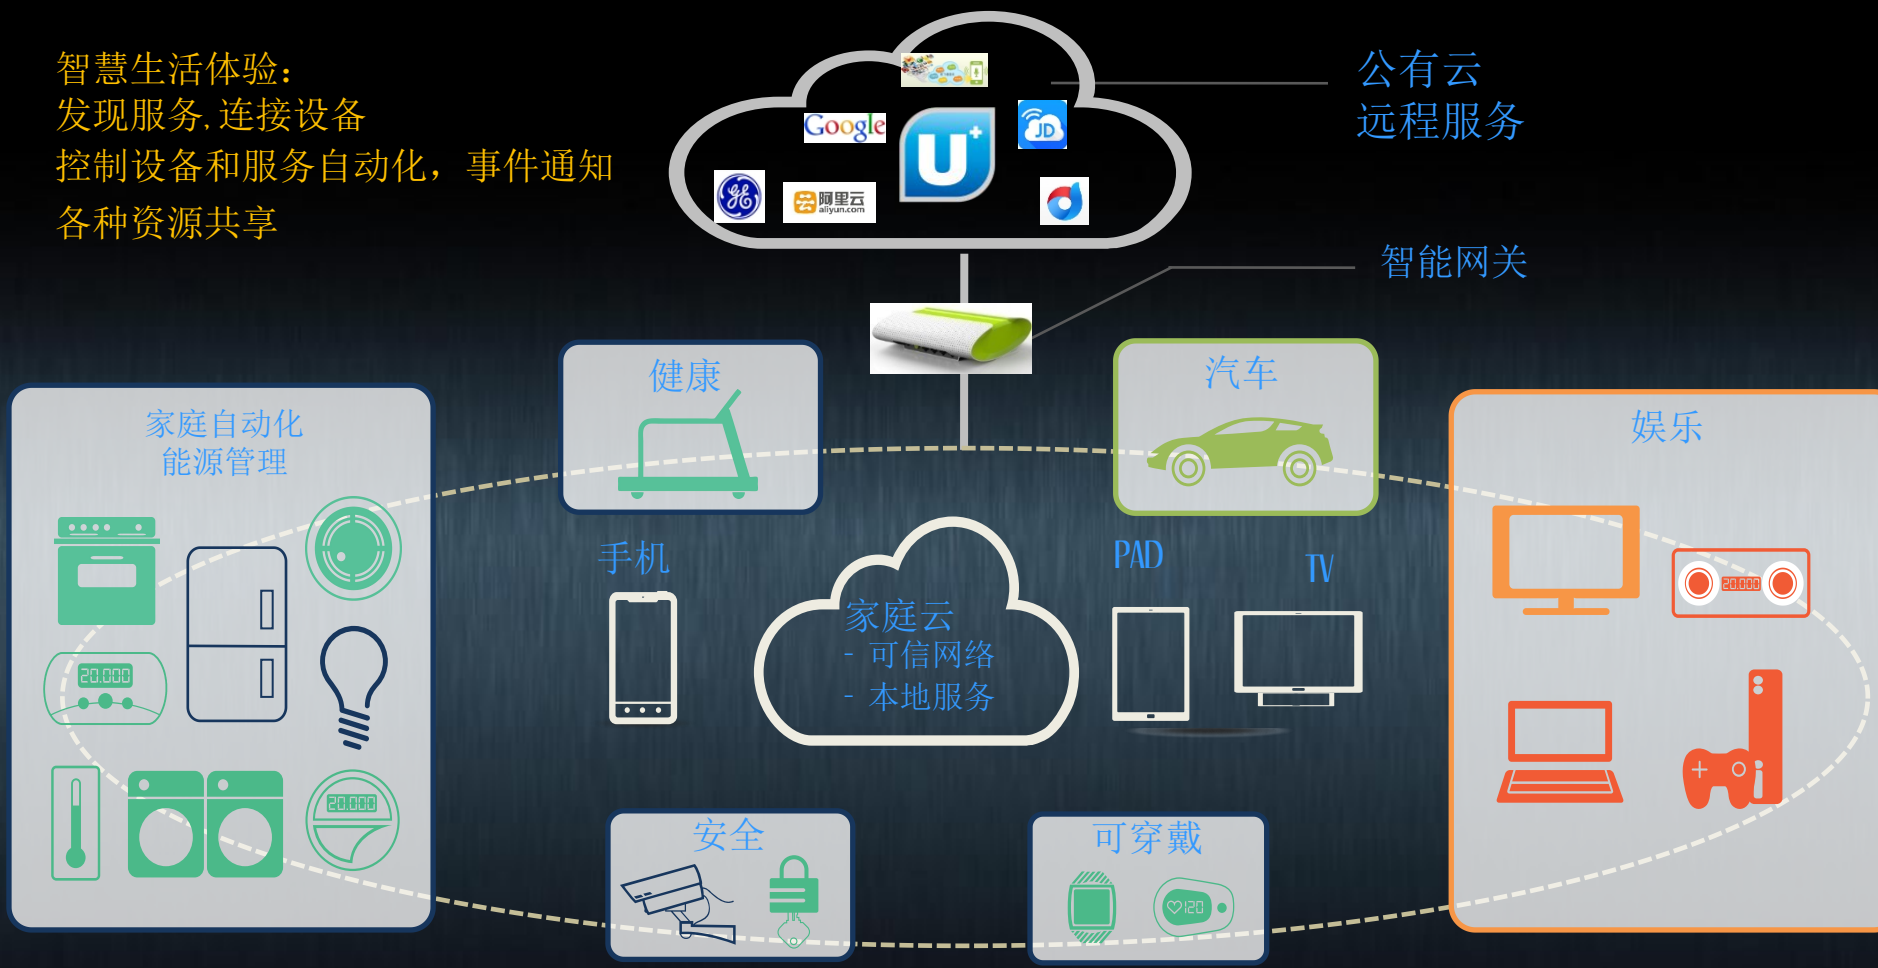 智慧生活体验：
发现服务,连接设备
控制设备和服务自动化，事件通知
各种资源共享
公有云
远程服务
Google
U+
JD
阿里云
aliyun.com
智能网关
健康
汽车
家庭自动化
能源管理
娱乐
手机
PAD
TV
家庭云
- 可信网络
- 本地服务
20.000
20.000
20.000
安全
可穿戴
120